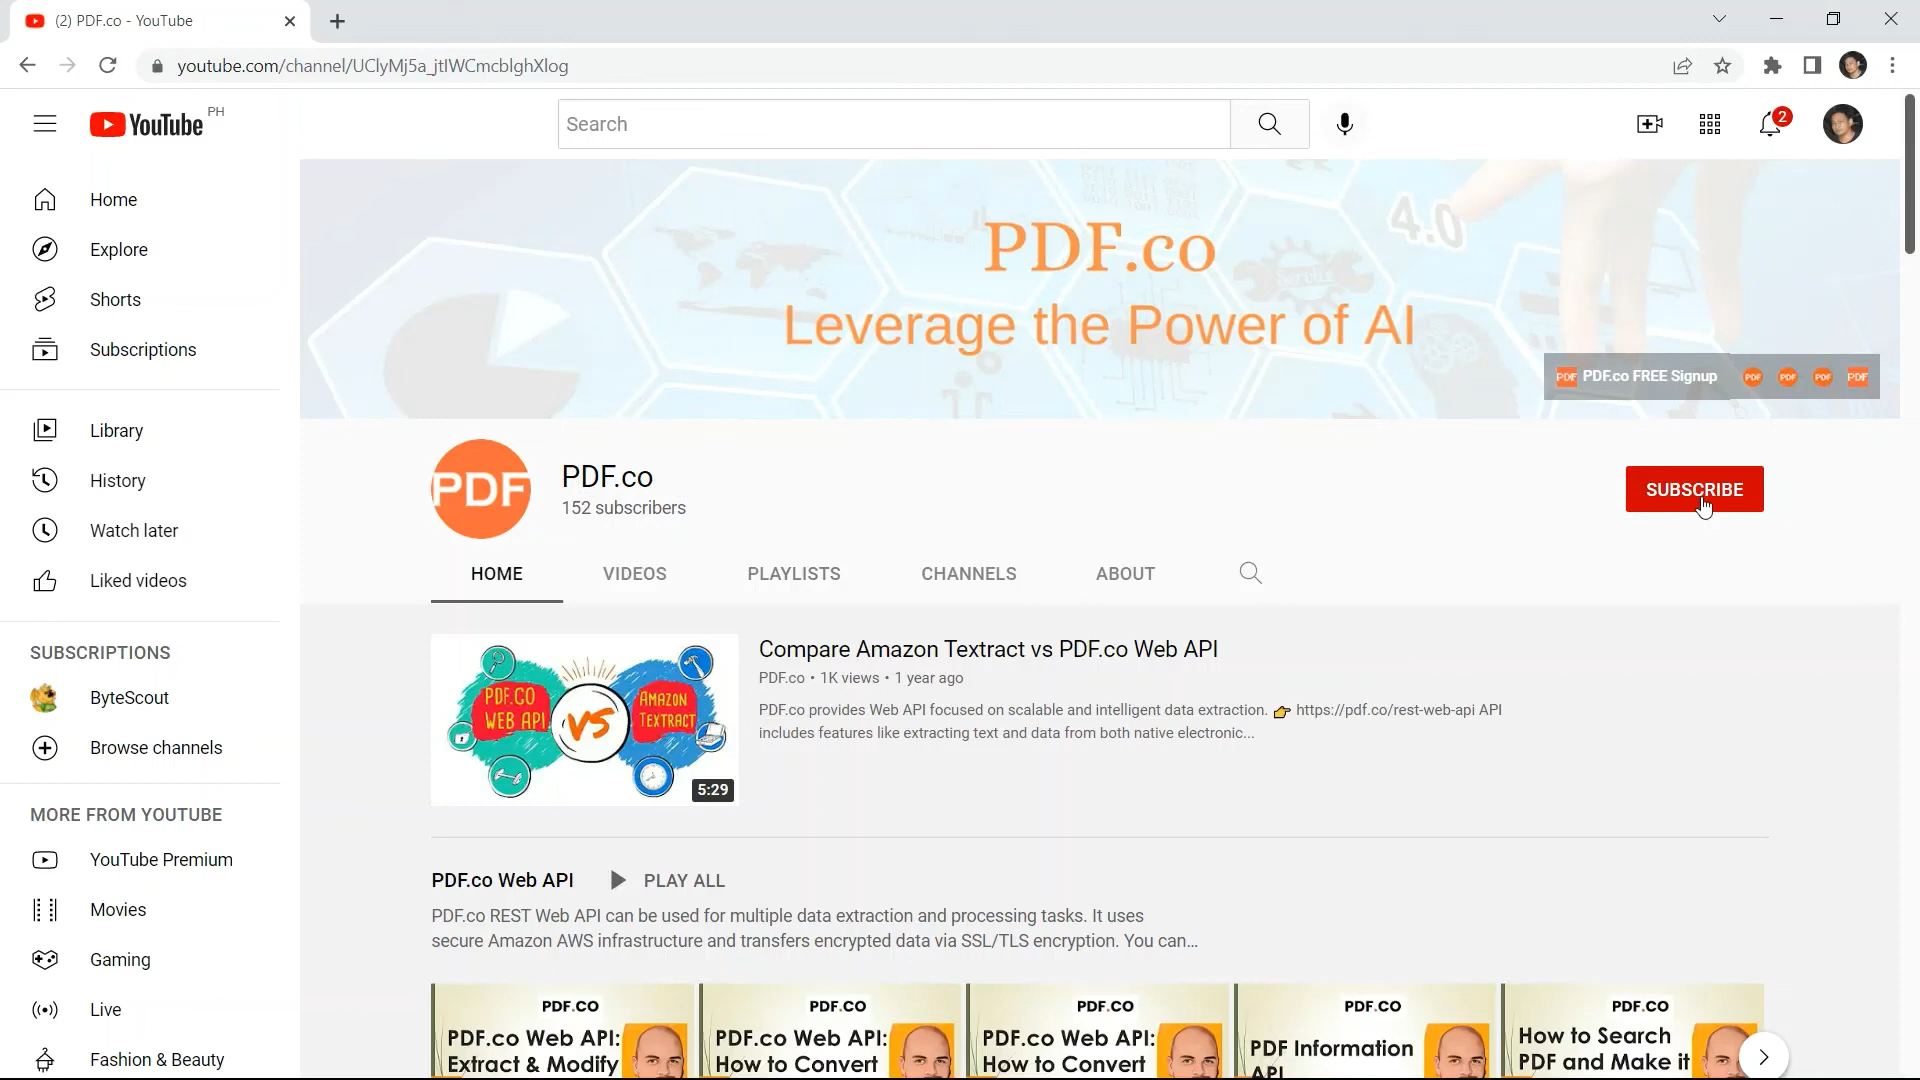 (2) PDF.co - YouTube
youtube.com/channel/UClyMj5a_jtIWCmcblghXlog
YouTube PH
Search
2
Home
Explore
Shorts
Subscriptions
Library
History
Watch later
Liked videos
SUBSCRIPTIONS
ByteScout
Browse channels
MORE FROM YOUTUBE
YouTube Premium
Movies
Gaming
Live
Fashion & Beauty
4.0
PDF.co
Leverage the Power of AI
PDF PDF.co FREE Signup PDF PDF PDF PDF
PDF
PDF.co
152 subscribers
SUBSCRIBE
HOME VIDEOS PLAYLISTS CHANNELS ABOUT
PDF.CO
WEB API
VS
AMAZON
TEXTRACT
5:29
Compare Amazon Textract vs PDF.co Web API
PDF.co • 1K views • 1 year ago
PDF.co provides Web API focused on scalable and intelligent data extraction. 👉 https://pdf.co/rest-web-api API
includes features like extracting text and data from both native electronic...
PDF.co Web API PLAY ALL
PDF.co REST Web API can be used for multiple data extraction and processing tasks. It uses
secure Amazon AWS infrastructure and transfers encrypted data via SSL/TLS encryption. You can...
PDF.CO
PDF.co Web API:
Extract & Modify
PDF.CO
PDF.co Web API:
How to Convert
PDF.CO
PDF.co Web API:
How to Convert
PDF.CO
PDF Information
API
PDF.CO
How to Search
PDF and Make it